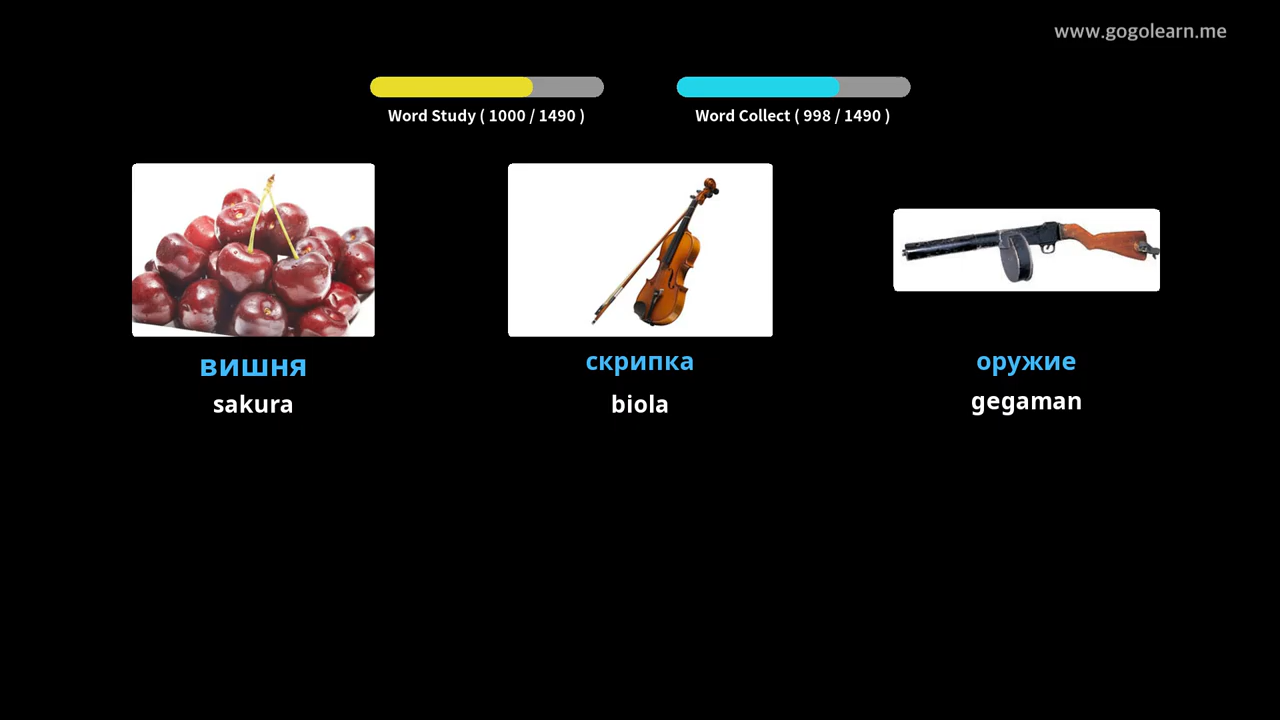 www.gogolearn.me
Word Study ( 1000 / 1490 )
Word Collect ( 998 / 1490 )
вишня
sakura
скрипка
biola
оружие
gegaman